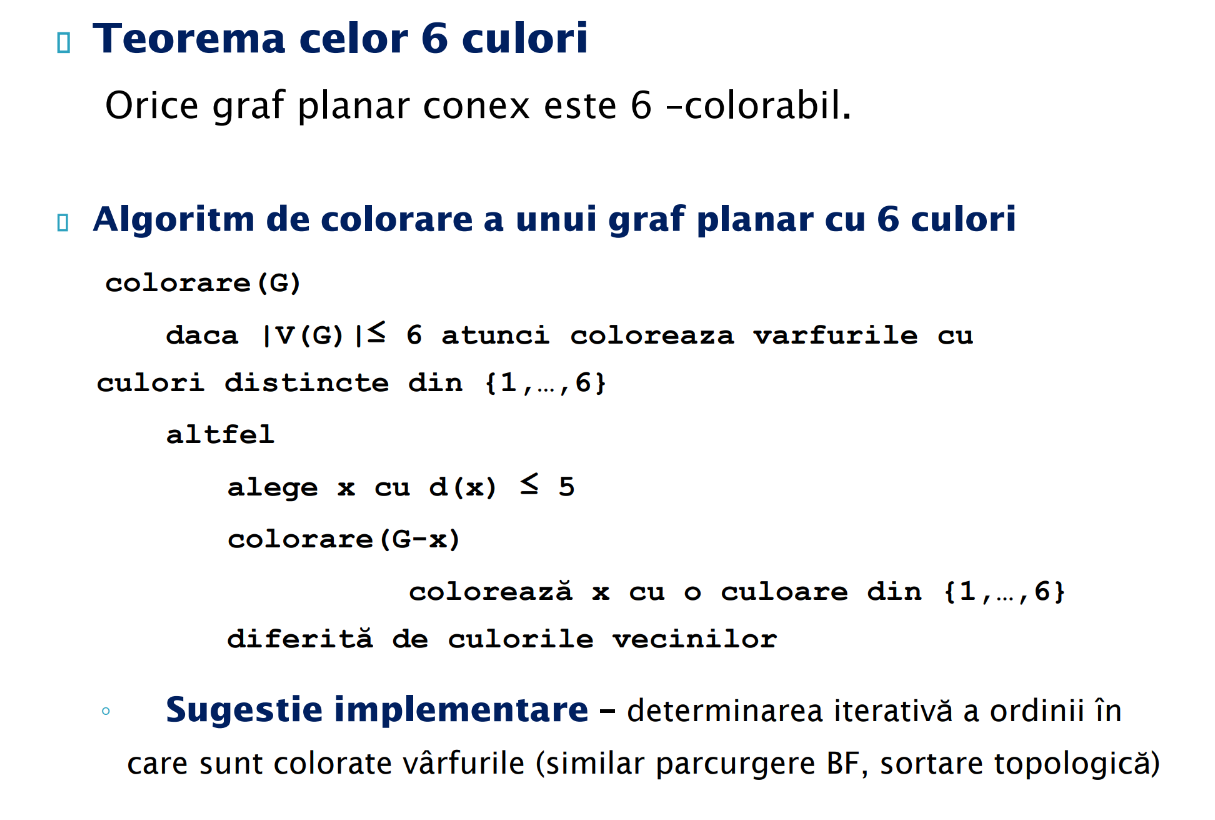 Teorema celor 6 culori
Orice graf planar conex este 6 –colorabil.
Algoritm de colorare a unui graf planar cu 6 culori
colorare(G)
daca |V(G)|≤ 6 atunci coloreaza varfurile cu
culori distincte din {1,…,6}
altfel
alege x cu d(x) ≤ 5
colorare(G-x)
colorează x cu o culoare din {1,…,6}
diferită de culorile vecinilor
Sugestie implementare – determinarea iterativă a ordinii în
care sunt colorate vârfurile (similar parcurgere BF, sortare topologică)